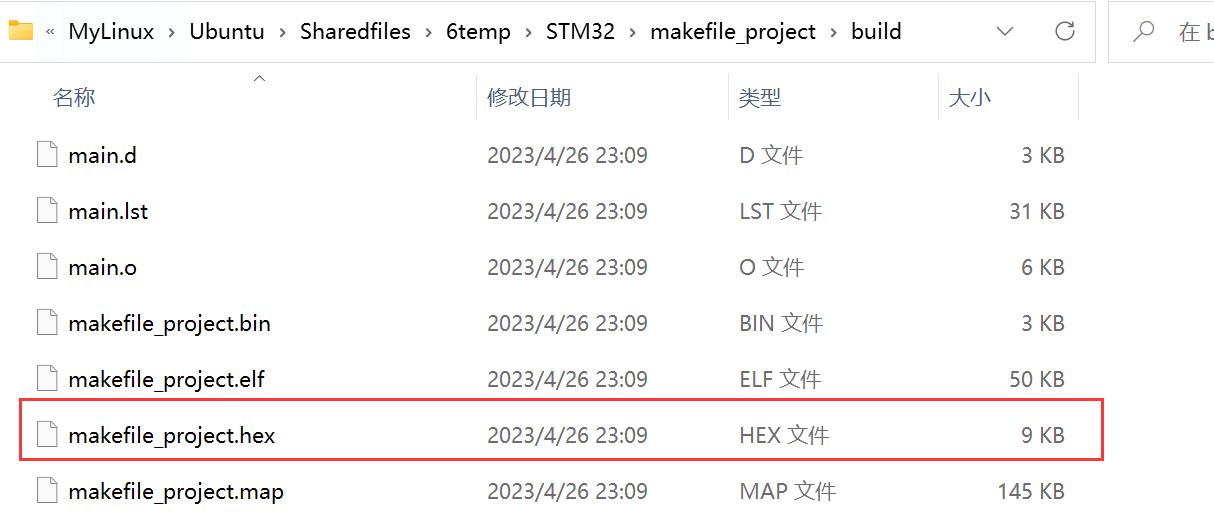 « MyLinux › Ubuntu › Sharedfiles › 6temp › STM32 › makefile_project › build 在 b
名称 修改日期 类型 大小
main.d 2023/4/26 23:09 D 文件 3 KB
main.lst 2023/4/26 23:09 LST 文件 31 KB
main.o 2023/4/26 23:09 O 文件 6 KB
makefile_project.bin 2023/4/26 23:09 BIN 文件 3 KB
makefile_project.elf 2023/4/26 23:09 ELF 文件 50 KB
makefile_project.hex 2023/4/26 23:09 HEX 文件 9 KB
makefile_project.map 2023/4/26 23:09 MAP 文件 145 KB